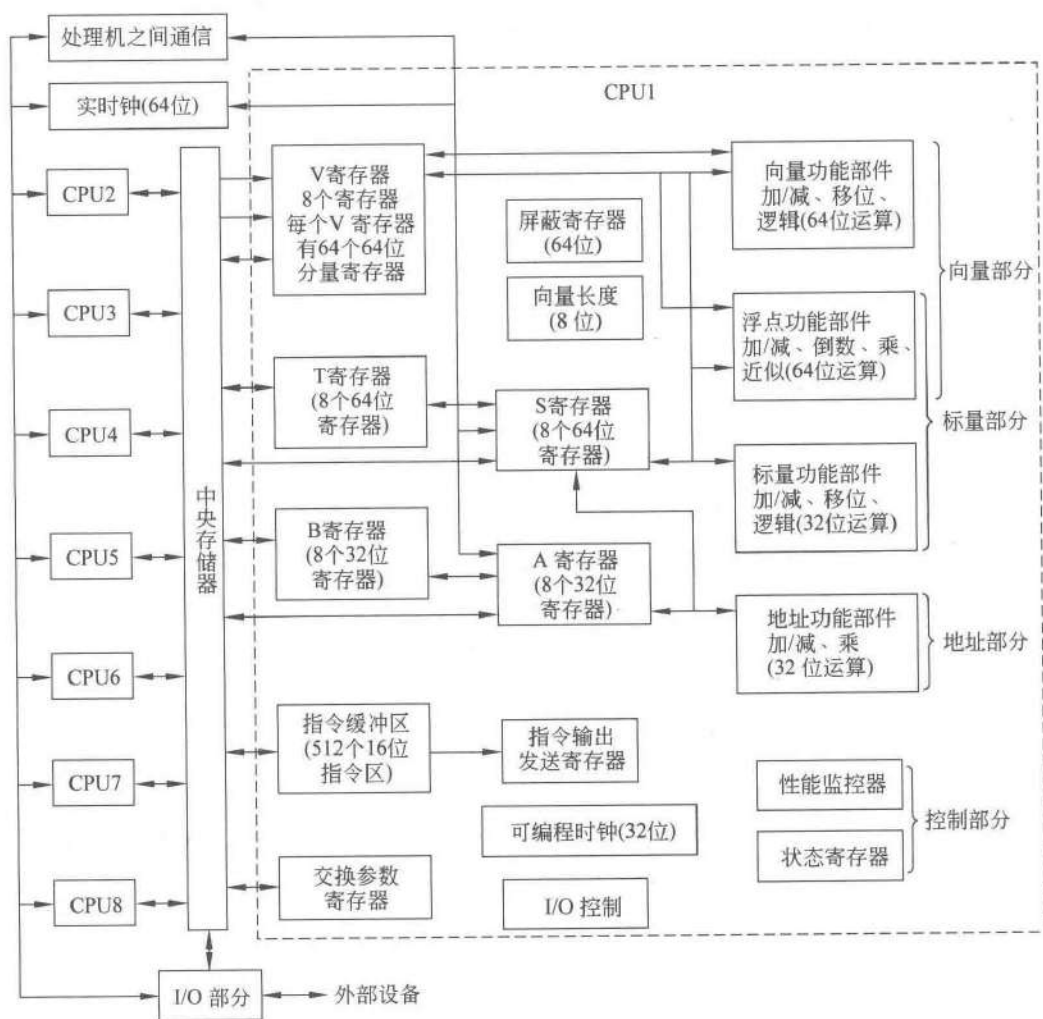 处理机之间通信
实时钟(64位)
CPU2
CPU3
CPU4
CPU5
CPU6
CPU7
CPU8
I/O 部分
外部设备
中央存储器
CPU1
V寄存器
8个寄存器
每个V 寄存器
有64个64位
分量寄存器
T寄存器
(8个64位
寄存器)
B寄存器
(8个32位
寄存器)
指令缓冲区
(512个16位
指令区)
交换参数
寄存器
屏蔽寄存器
(64位)
向量长度
(8 位)
S寄存器
(8个64位
寄存器)
A 寄存器
(8个32位
寄存器)
指令输出
发送寄存器
可编程时钟(32位)
I/O 控制
向量功能部件
加/减、移位、
逻辑(64位运算)
浮点功能部件
加/减、倒数、乘、
近似(64位运算)
标量功能部件
加/减、移位、
逻辑(32位运算)
地址功能部件
加/减、乘
(32 位运算)
性能监控器
状态寄存器
向量部分
标量部分
地址部分
控制部分